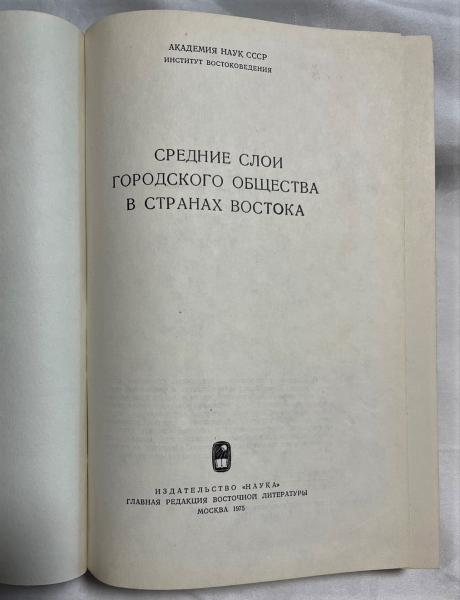 АКАДЕМИЯ НАУК СССР
ИНСТИТУТ ВОСТОКОВЕДЕНИЯ
СРЕДНИЕ СЛОИ
ГОРОДСКОГО ОБЩЕСТВА
В СТРАНАХ ВОСТОКА
ИЗДАТЕЛЬСТВО «НАУКА»
ГЛАВНАЯ РЕДАКЦИЯ ВОСТОЧНОЙ ЛИТЕРАТУРЫ
МОСКВА 1975